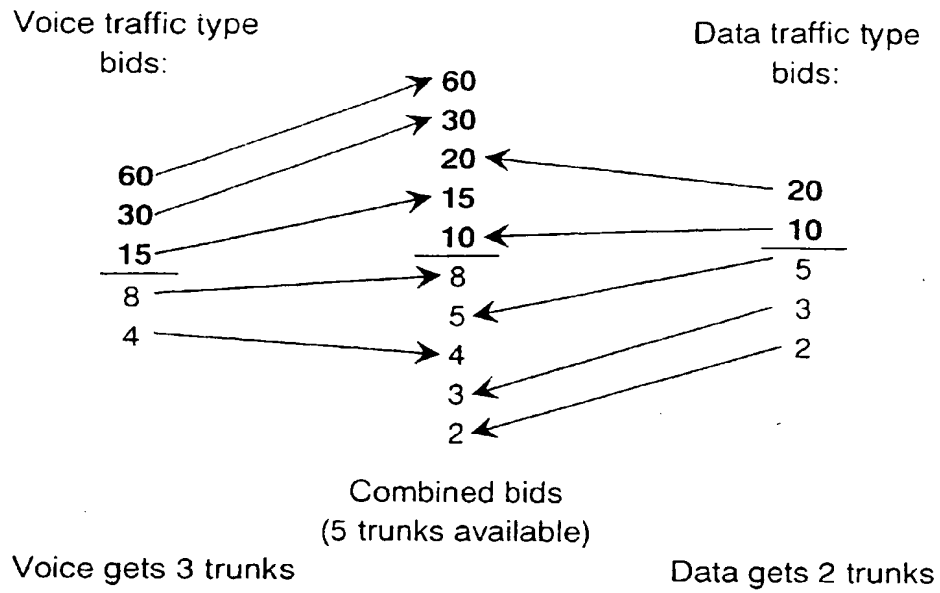 Voice traffic type
bids:
60
30
15
8
4
60
30
20
15
10
8
5
4
3
2
Combined bids
(5 trunks available)
Data traffic type
bids:
20
10
5
3
2
Voice gets 3 trunks
Data gets 2 trunks